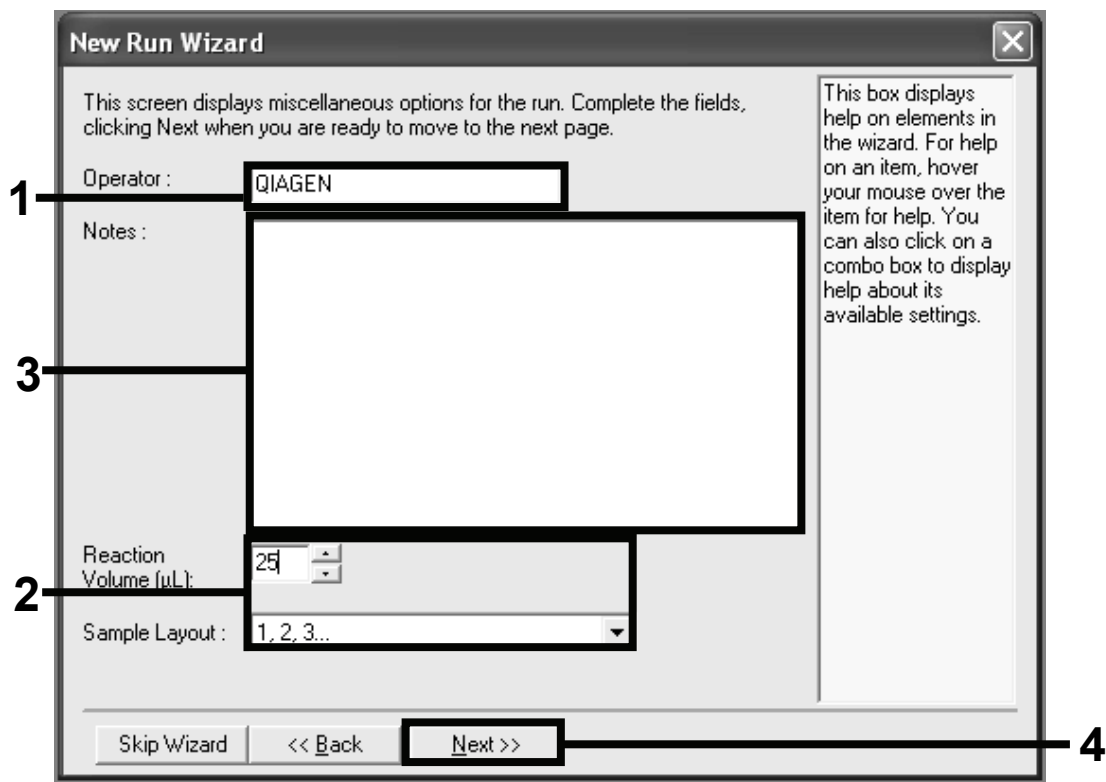 New Run Wizard
This screen displays miscellaneous options for the run. Complete the fields,
clicking Next when you are ready to move to the next page.
Operator :
QIAGEN
1
Notes :
3
Reaction
Volume (µL):
25
2
Sample Layout :
1, 2, 3...
Skip Wizard
<< Back
Next >>
4
This box displays
help on elements in
the wizard. For help
on an item, hover
your mouse over the
item for help. You
can also click on a
combo box to display
help about its
available settings.